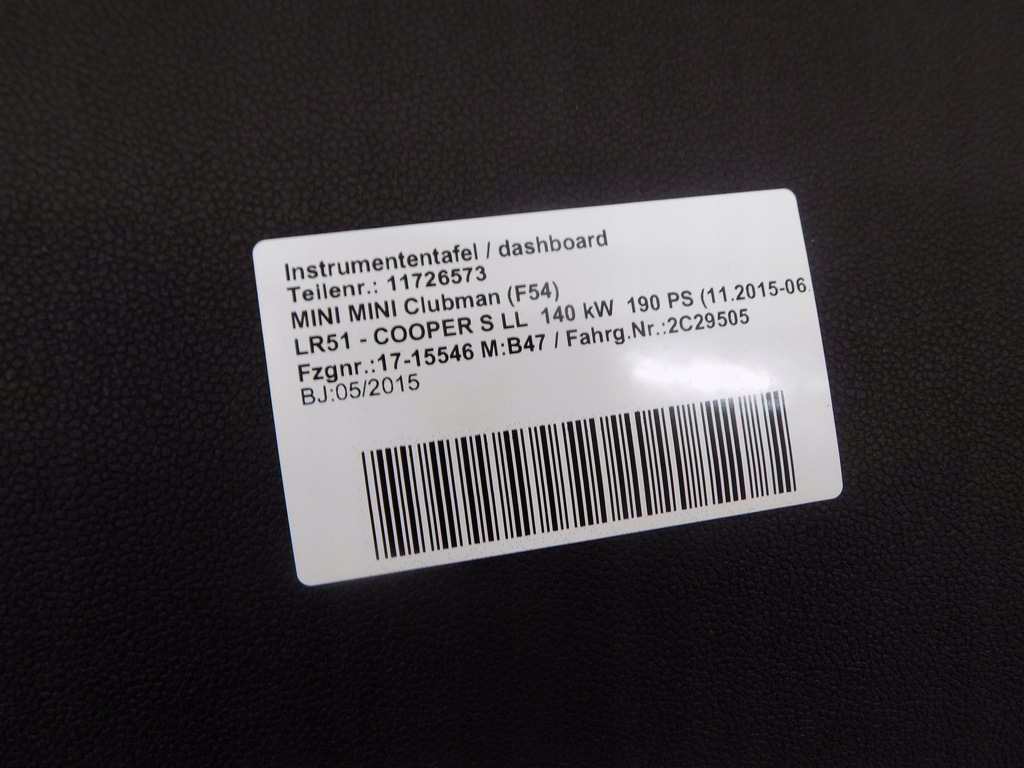 Instrumententafel / dashboard
Teilenr.: 11726573
MINI MINI Clubman (F54)
LR51 - COOPER S LL 140 kW 190 PS (11.2015-06.
Fzgnr.:17-15546 M:B47 / Fahrg.Nr.:2C29505
BJ:05/2015